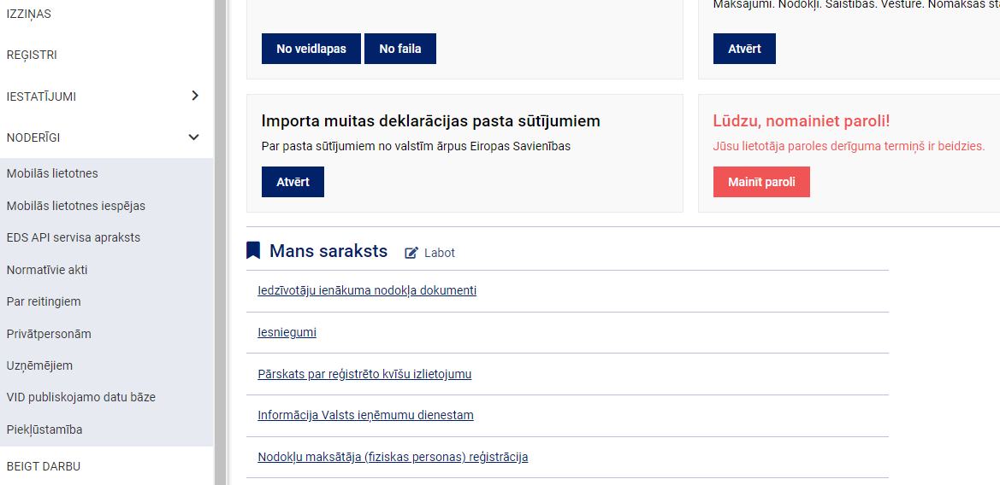 IZZIŅAS
REĢISTRI
IESTATĪJUMI
NODERĪGI
Mobilās lietotnes
Mobilās lietotnes iespējas
EDS API servisa apraksts
Normatīvie akti
Par reitingiem
Privātpersonām
Uzņēmējiem
VID publiskojamo datu bāze
Piekļūstamība
BEIGT DARBU
No veidlapas No faila
Maksājumi. Nodokļi. Saistības. Vēsture. Nomaksas
Atvērt
Importa muitas deklarācijas pasta sūtījumiem
Par pasta sūtījumiem no valstīm ārpus Eiropas Savienības
Atvērt
Lūdzu, nomainiet paroli!
Jūsu lietotāja paroles derīguma termiņš ir beidzies.
Mainīt paroli
Mans saraksts Labot
Iedzīvotāju ienākuma nodokļa dokumenti
Iesniegumi
Pārskats par reģistrēto kvīšu izlietojumu
Informācija Valsts ieņēmumu dienestam
Nodokļu maksātāja (fiziskas personas) reģistrācija